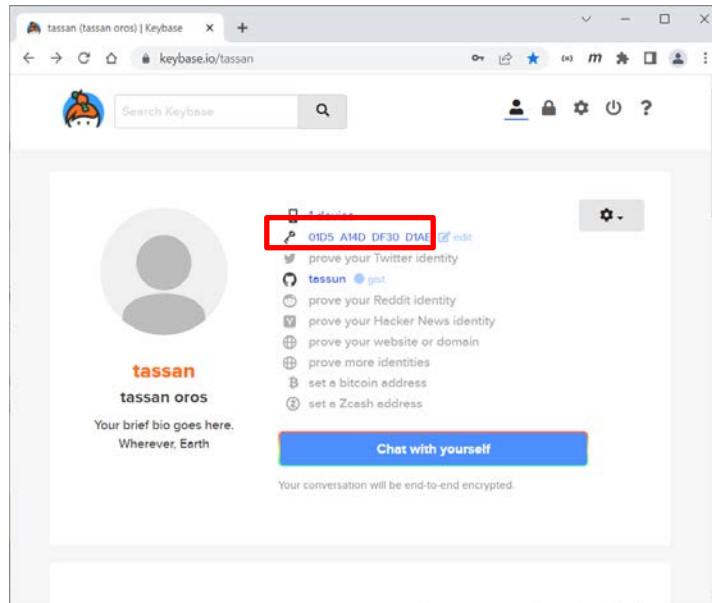 tassan (tassan oros) | Keybase
keybase.io/tassan
Search Keybase
1 device
01D5 A14D DF30 D1AE edit
prove your Twitter identity
tassun gist
prove your Reddit identity
prove your Hacker News identity
prove your website or domain
prove more identities
set a bitcoin address
set a Zcash address
tassan
tassan oros
Your brief bio goes here.
Wherever, Earth
Chat with yourself
Your conversation will be end-to-end encrypted.